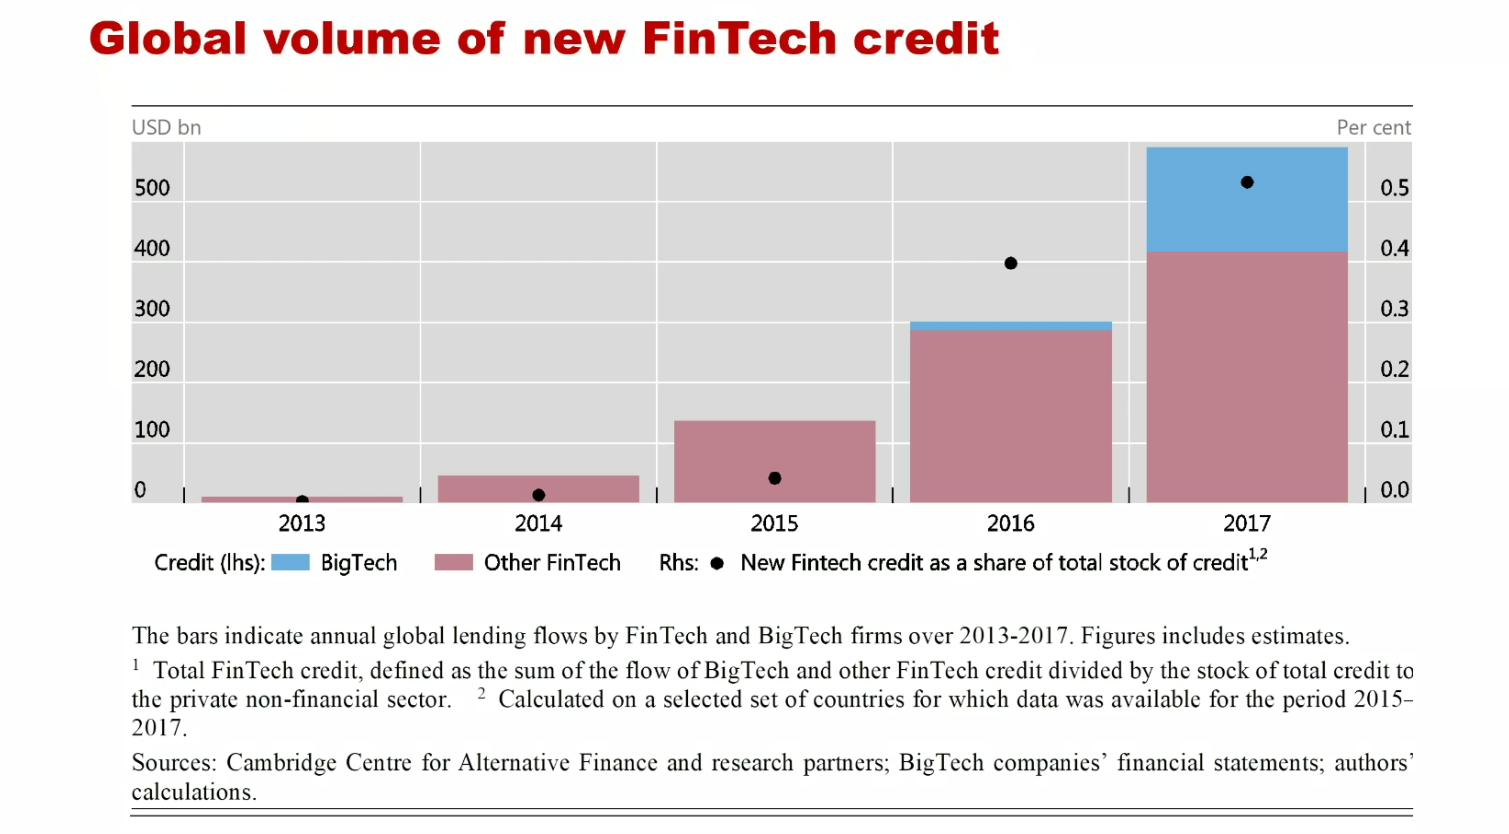 Global volume of new FinTech credit
USD bn
Per cent
500
0.5
400
0.4
300
0.3
200
0.2
100
0.1
0
0.0
2013
2014
2015
2016
2017
Credit (lhs): BigTech Other FinTech Rhs: ● New Fintech credit as a share of total stock of credit1,2
The bars indicate annual global lending flows by FinTech and BigTech firms over 2013-2017. Figures includes estimates.
1 Total FinTech credit, defined as the sum of the flow of BigTech and other FinTech credit divided by the stock of total credit to
the private non-financial sector. 2 Calculated on a selected set of countries for which data was available for the period 2015–
2017.
Sources: Cambridge Centre for Alternative Finance and research partners; BigTech companies’ financial statements; authors’
calculations.